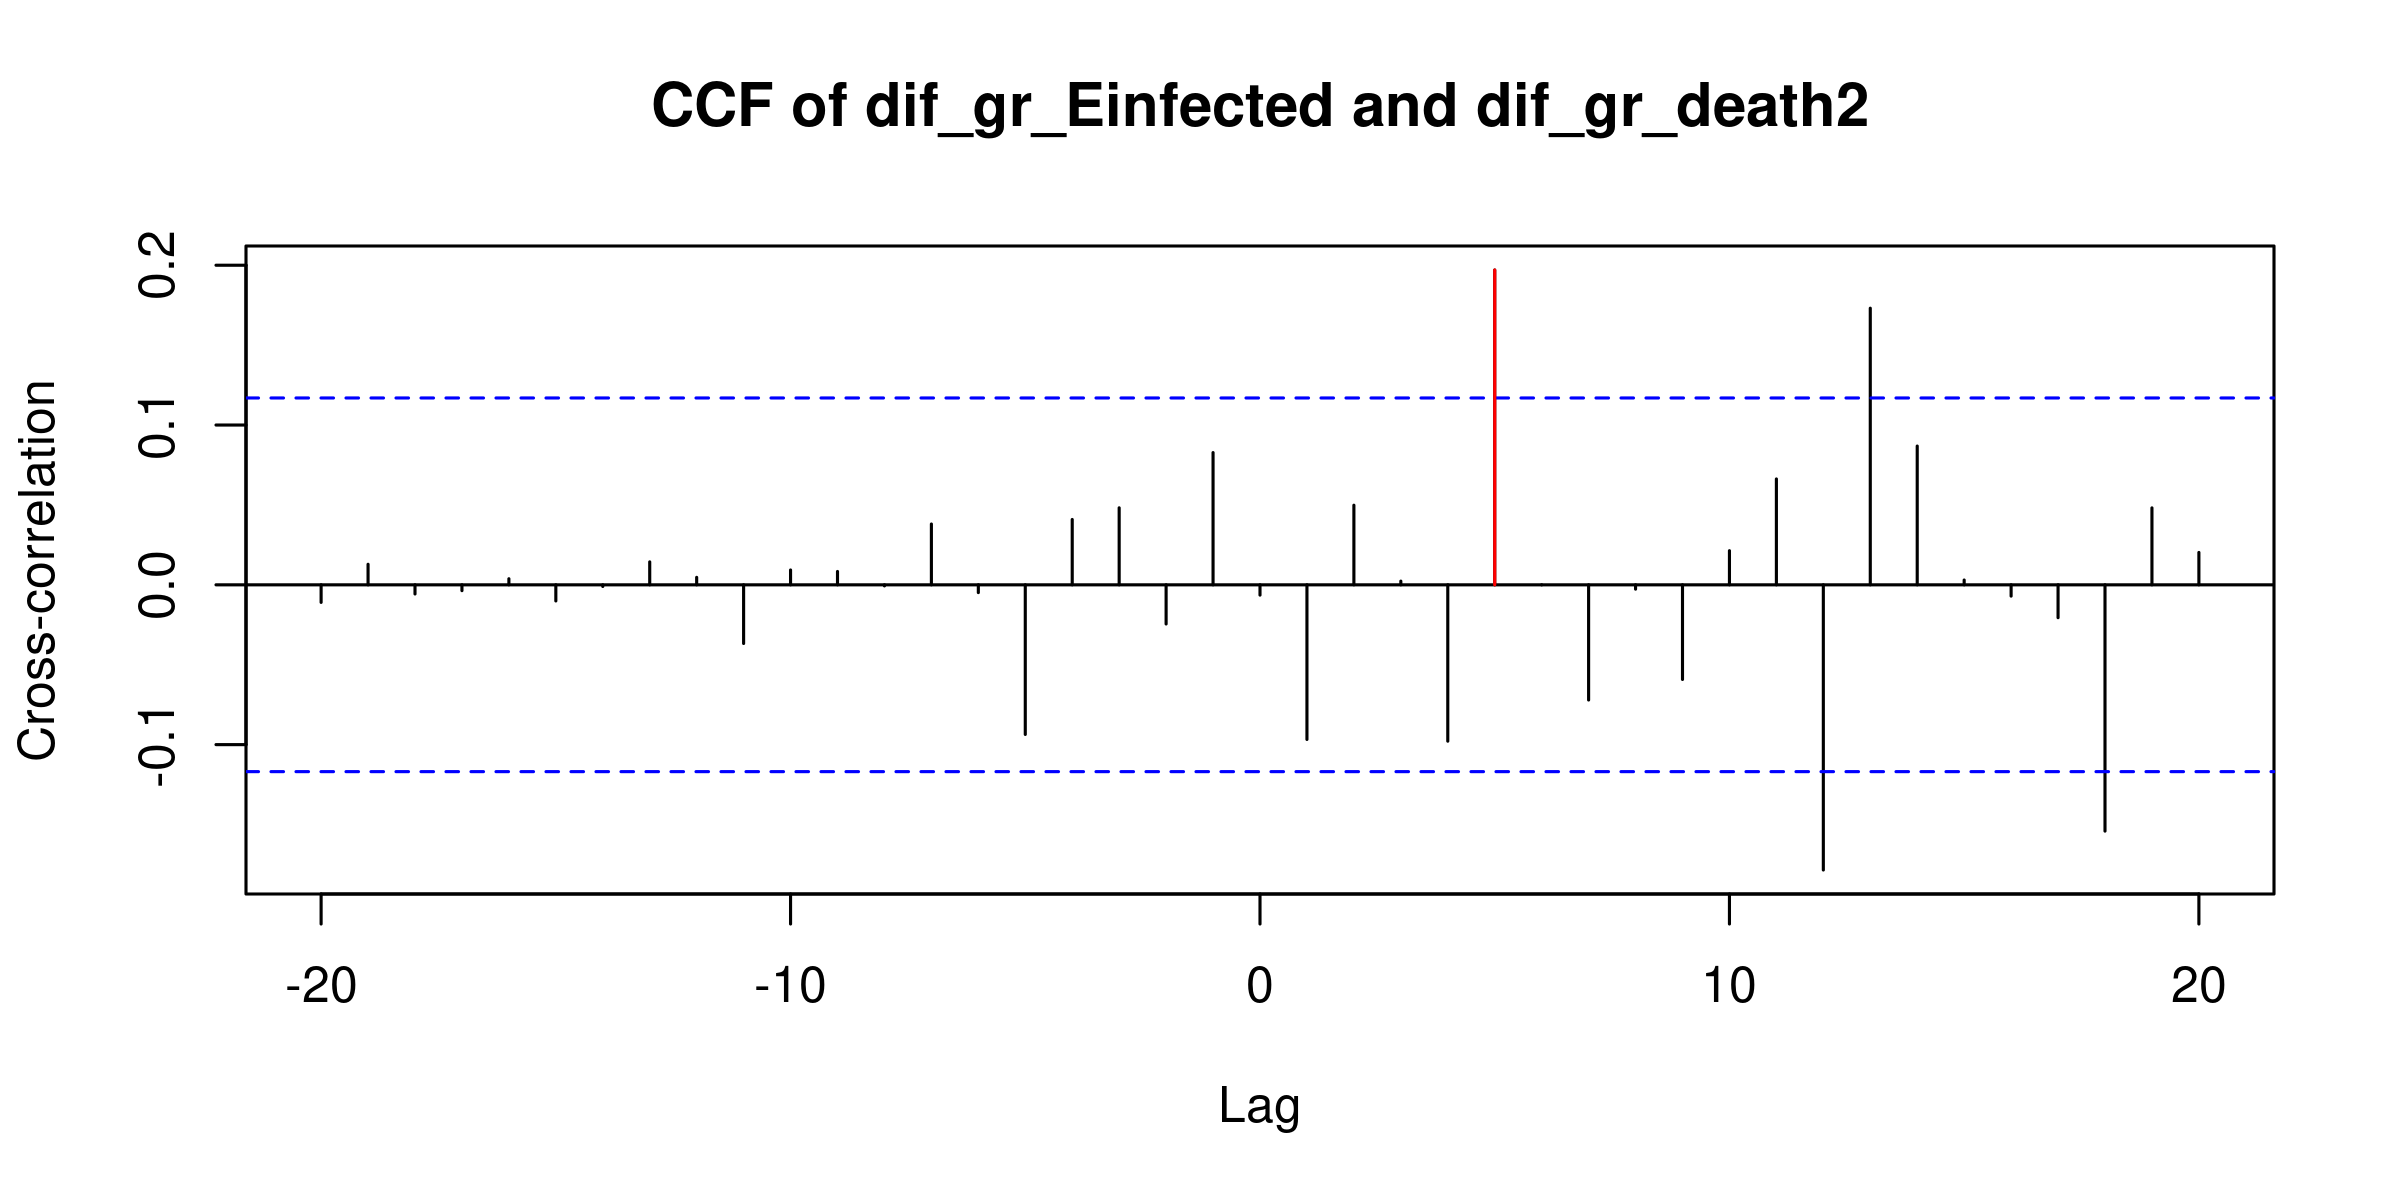 CCF of dif_gr_Einfected and dif_gr_death2
Cross-correlation
0.2
0.1
0.0
-0.1
-20 -10 0 10 20
Lag